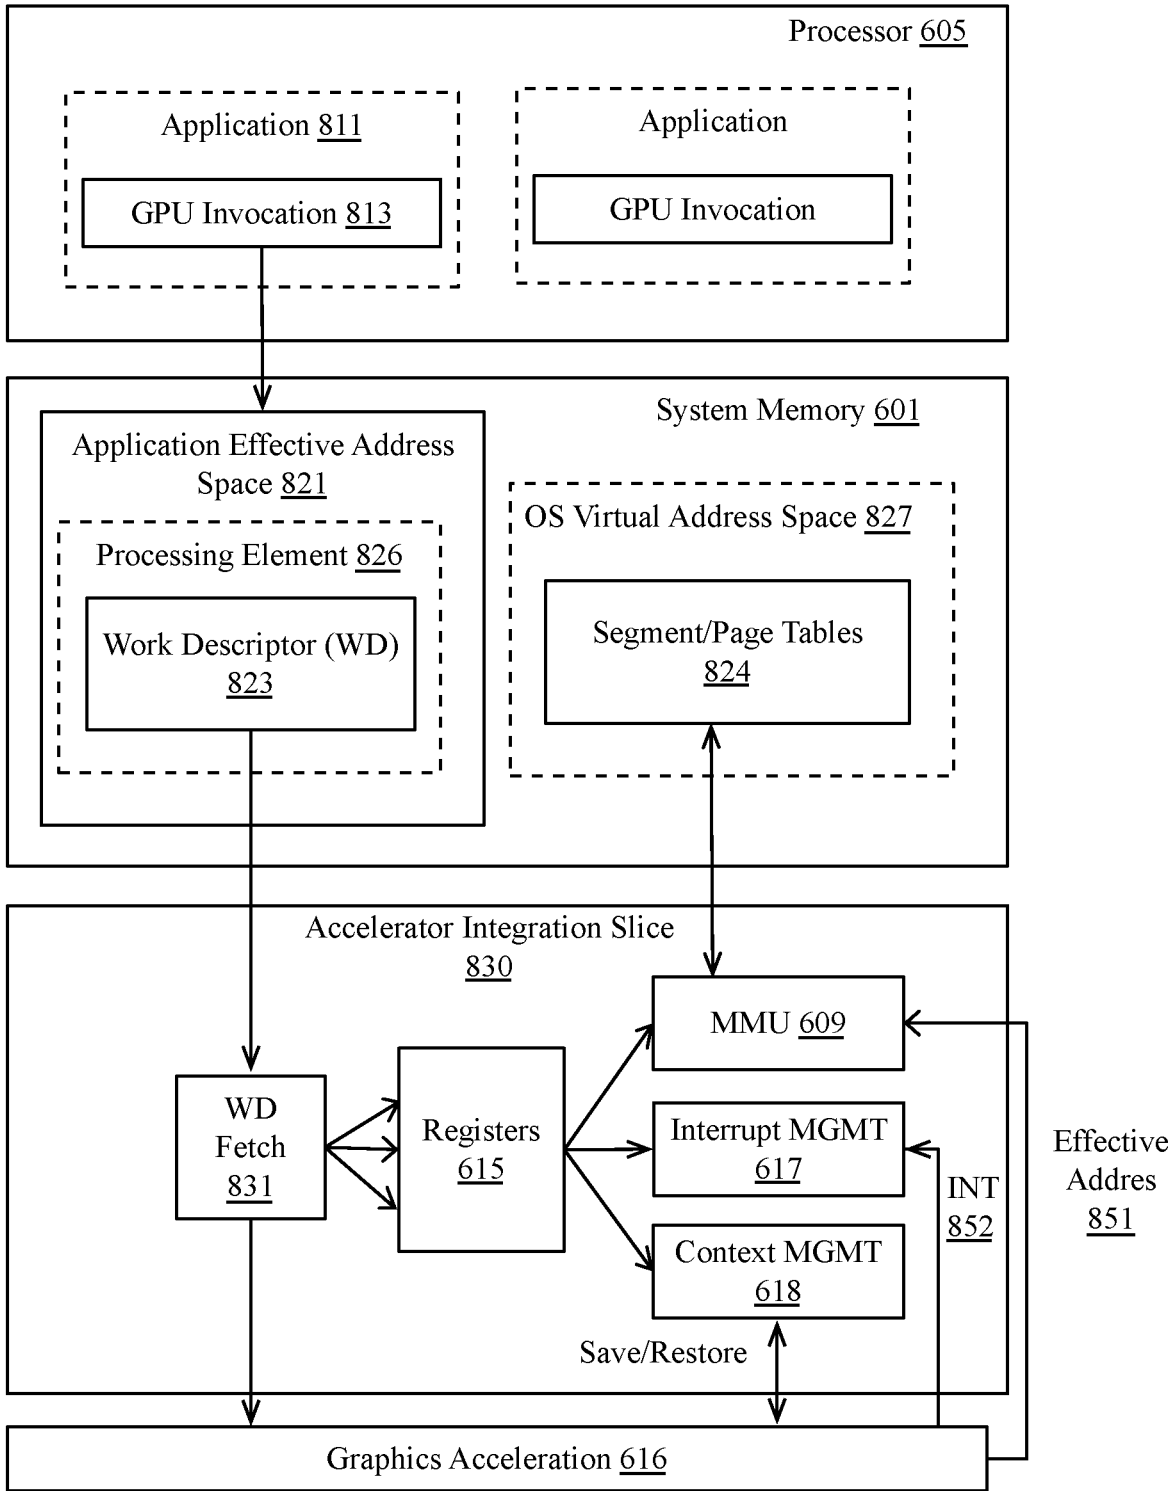 Processor 605
Application 811
Application
GPU Invocation 813
GPU Invocation
System Memory 601
Application Effective Address
Space 821
OS Virtual Address Space 827
Processing Element 826
Work Descriptor (WD)
823
Segment/Page Tables
824
Accelerator Integration Slice
830
MMU 609
WD
Fetch
831
Registers
615
Interrupt MGMT
617
Effective
Addres
851
INT
852
Context MGMT
618
Save/Restore
Graphics Acceleration 616